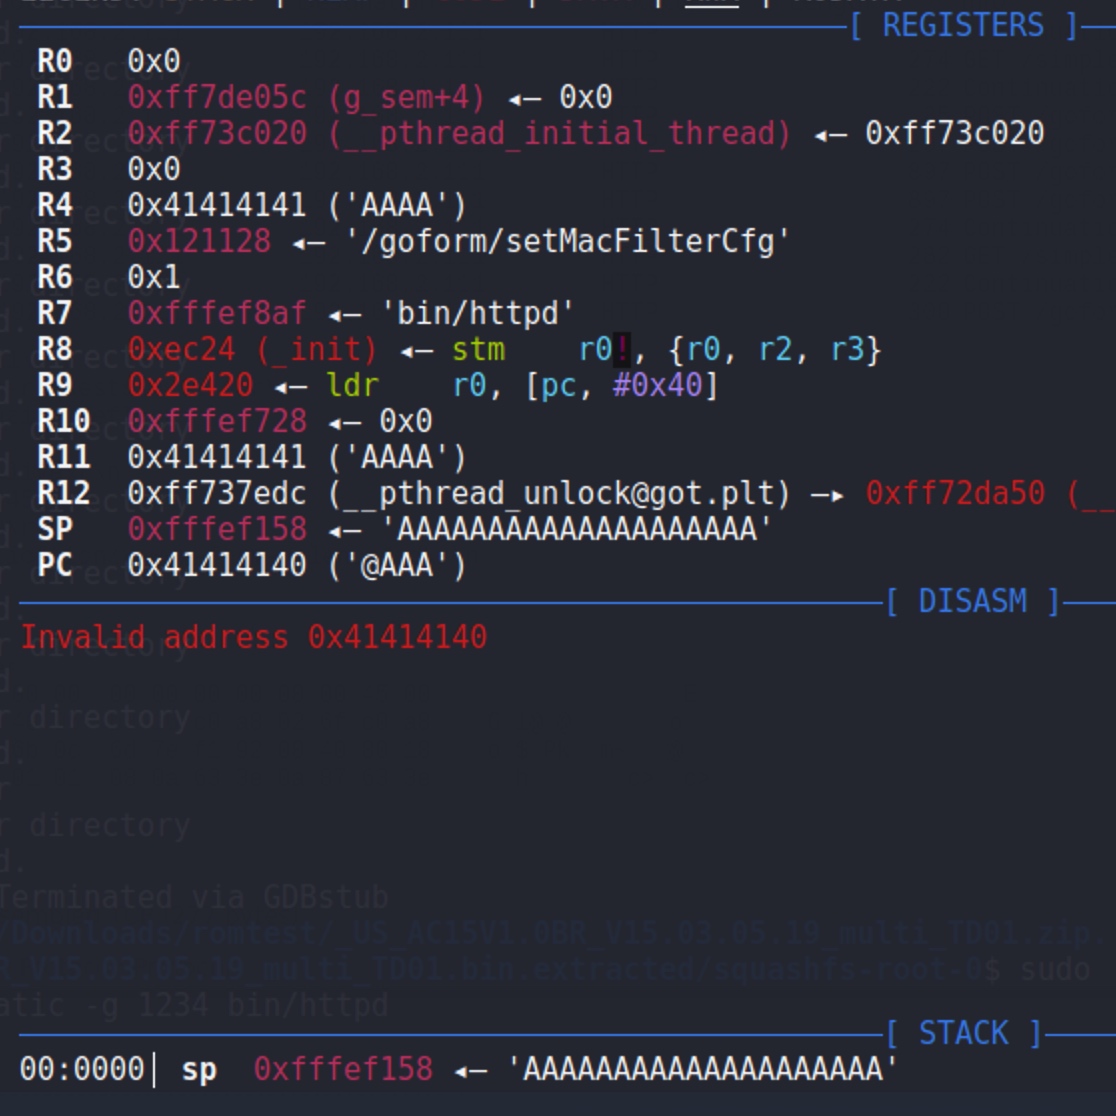 [ REGISTERS ]
R0 0x0
R1 0xff7de05c (g_sem+4) ◂— 0x0
R2 0xff73c020 (__pthread_initial_thread) ◂— 0xff73c020
R3 0x0
R4 0x41414141 ('AAAA')
R5 0x121128 ◂— '/goform/setMacFilterCfg'
R6 0x1
R7 0xfffef8af ◂— 'bin/httpd'
R8 0xec24 (_init) ◂— stm r0!, {r0, r2, r3}
R9 0x2e420 ◂— ldr r0, [pc, #0x40]
R10 0xfffef728 ◂— 0x0
R11 0x41414141 ('AAAA')
R12 0xff737edc (__pthread_unlock@got.plt) —▸ 0xff72da50 (__
SP 0xfffef158 ◂— 'AAAAAAAAAAAAAAAAAAAA'
PC 0x41414140 ('@AAA')
[ DISASM ]
Invalid address 0x41414140
directory
d.
r directory
d.
r
r directory
d.
Terminated via GDBstub
/Downloads/romtest/_US_AC15V1.0BR_V15.03.05.19_multi_TD01.zip.
R_V15.03.05.19_multi_TD01.bin.extracted/squashfs-root-0$ sudo
atic -g 1234 bin/httpd
[ STACK ]
00:0000│ sp 0xfffef158 ◂— 'AAAAAAAAAAAAAAAAAAAA'